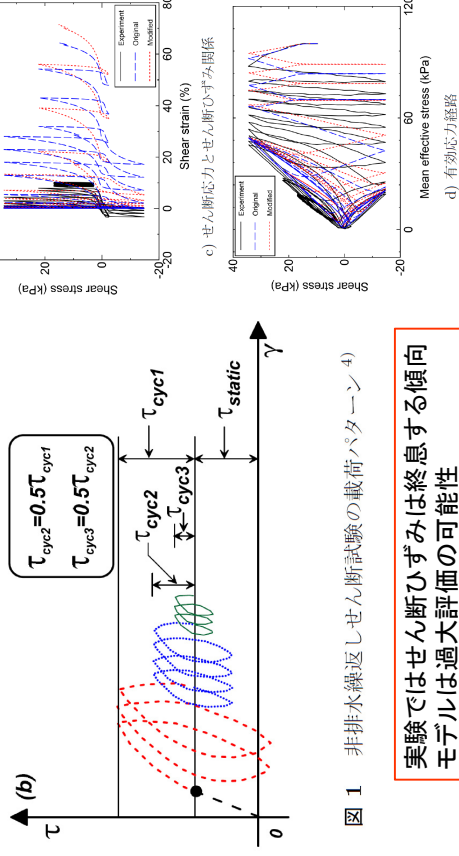 (b)
τ
τcyc2=0.5τcyc1
τcyc3=0.5τcyc2
τcyc1
τcyc2
τcyc3
τstatic
0
γ
図 1 非排水繰返しせん断試験の載荷パターン 4)
実験ではせん断ひずみは終息する傾向
モデルは過大評価の可能性
Shear stress (kPa)
20
0
-20
0
20
40
60
80
Shear strain (%)
Experiment
Original
Modified
c) せん断応力とせん断ひずみ関係
Shear stress (kPa)
40
20
0
-20
0
60
120
Mean effective stress (kPa)
Experiment
Original
Modified
d) 有効応力経路